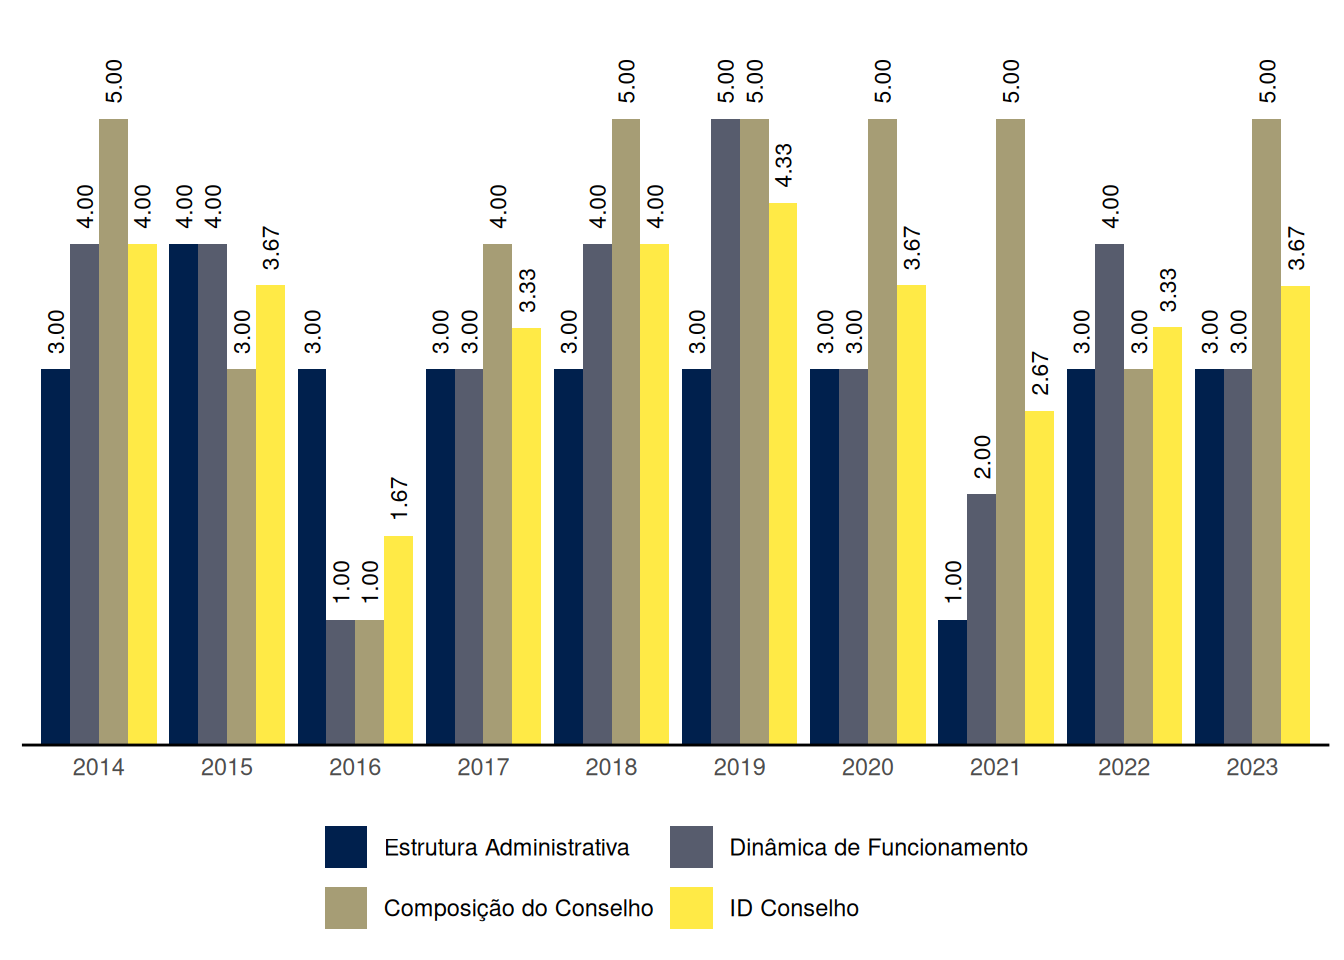 3.00 4.00 5.00 4.00 4.00 4.00 3.00 3.67 3.00 1.00 1.00 1.67 3.00 3.00 4.00 3.33 3.00 4.00 5.00 4.00 3.00 5.00 5.00 4.33 3.00 3.00 5.00 3.67 1.00 2.00 5.00 2.67 3.00 4.00 3.00 3.33 3.00 3.00 5.00 3.67
2014 2015 2016 2017 2018 2019 2020 2021 2022 2023
Estrutura Administrativa Dinâmica de Funcionamento
Composição do Conselho ID Conselho